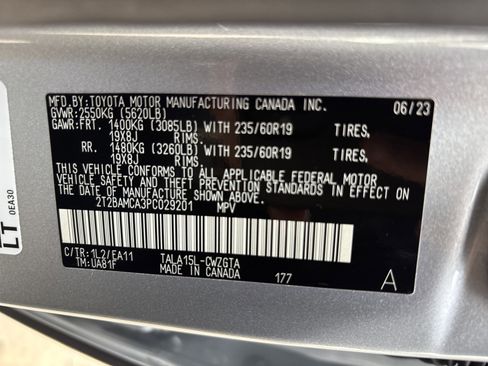 MFD.BY:TOYOTA MOTOR MANUFACTURING CANADA INC. 06/23
GVWR:2550KG (5620LB)
GAWR:FRT. 1400KG (3085LB) WITH 235/60R19 TIRES,
19X8J RIMS.
RR. 1480KG (3260LB) WITH 235/60R19 TIRES,
19X8J RIMS.
THIS VEHICLE CONFORMS TO ALL APPLICABLE FEDERAL MOTOR
VEHICLE SAFETY AND THEFT PREVENTION STANDARDS IN EFFECT ON
THE DATE OF MANUFACTURE SHOWN ABOVE.
2T2BAMCA3PC029201 MPV
C/TR:1L2/EA11 TALA15L-CWZGTA
TM:UA81F MADE IN CANADA 177 A
LT 0EA30